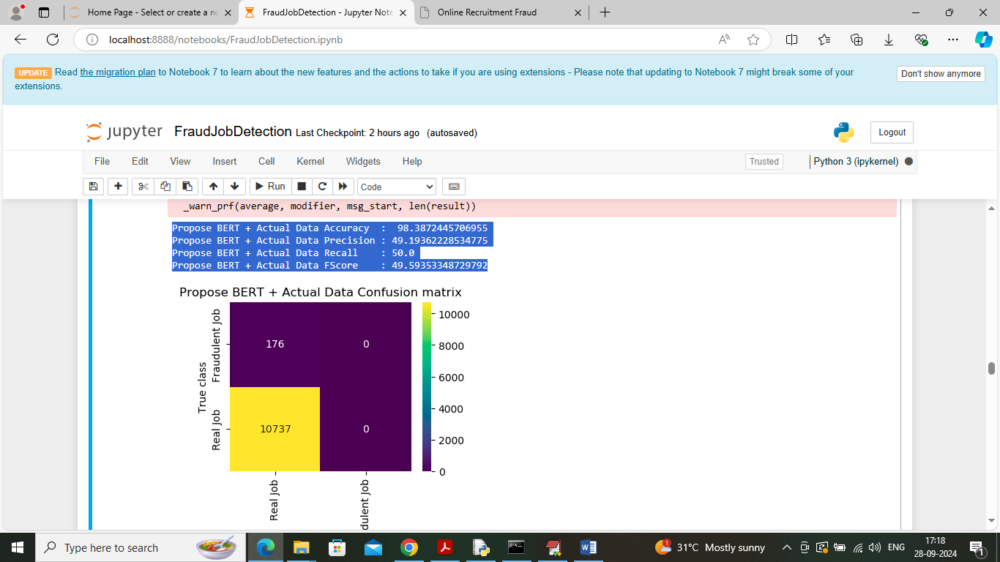 Home Page - Select or create a no
FraudJobDetection - Jupyter Note
Online Recruitment Fraud
localhost:8888/notebooks/FraudJobDetection.ipynb
UPDATE Read the migration plan to Notebook 7 to learn about the new features and the actions to take if you are using extensions - Please note that updating to Notebook 7 might break some of your
extensions.
Don't show anymore
jupyter FraudJobDetection Last Checkpoint: 2 hours ago (autosaved)
Logout
File Edit View Insert Cell Kernel Widgets Help
Trusted
Python 3 (ipykernel)
Run
Code
_warn_prf(average, modifier, msg_start, len(result))
Propose BERT + Actual Data Accuracy : 98.3872445706955
Propose BERT + Actual Data Precision : 49.19362228534775
Propose BERT + Actual Data Recall : 50.0
Propose BERT + Actual Data FScore : 49.59353348729792
Propose BERT + Actual Data Confusion matrix
True class
Fraudulent Job
Real Job
176 0
10737 0
10000
8000
6000
4000
2000
0
Real Job
dulent Job
Type here to search
1
31°C Mostly sunny
ENG
17:18
28-09-2024
1